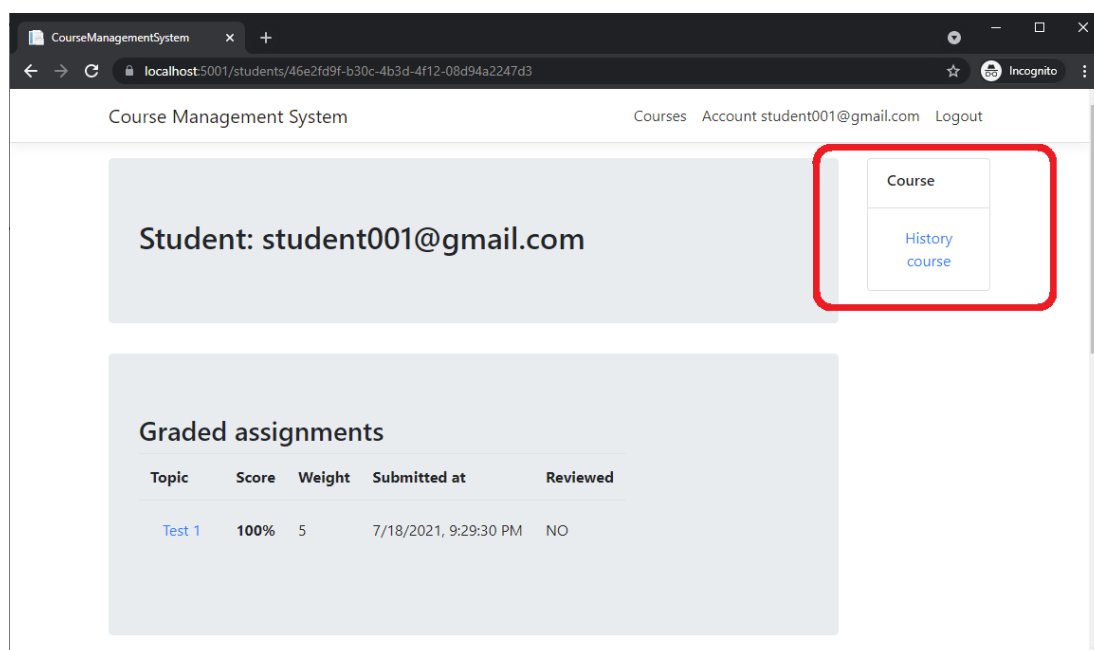 CourseManagementSystem
localhost:5001/students/46e2fd9f-b30c-4b3d-4f12-08d94a2247d3
Incognito
Course Management System
Courses Account student001@gmail.com Logout
Student: student001@gmail.com
Course
History
course
Graded assignments
Topic Score Weight Submitted at Reviewed
Test 1 100% 5 7/18/2021, 9:29:30 PM NO